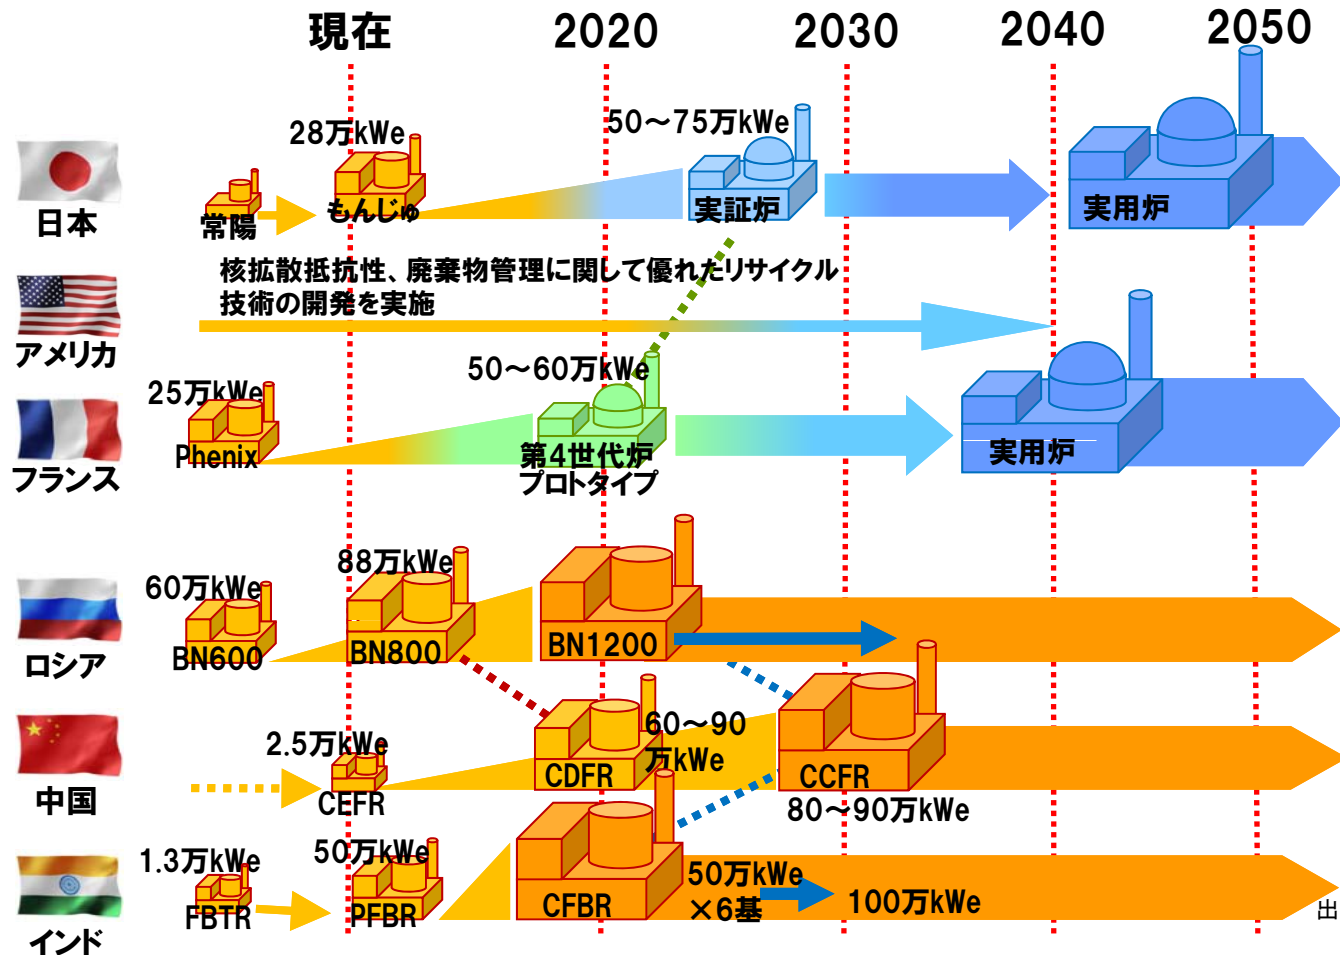 現在 2020 2030 2040 2050
28万kWe
50～75万kWe
日本
常陽
もんじゅ
実証炉
実用炉
核拡散抵抗性、廃棄物管理に関して優れたリサイクル
技術の開発を実施
アメリカ
25万kWe
50～60万kWe
Phenix
第4世代炉
プロトタイプ
実用炉
フランス
60万kWe
88万kWe
BN600
BN800
BN1200
ロシア
2.5万kWe
60～90
万kWe
CEFR
CDFR
CCFR
中国
80～90万kWe
1.3万kWe
50万kWe
FBTR
PFBR
CFBR
50万kWe
×6基
100万kWe
インド
出